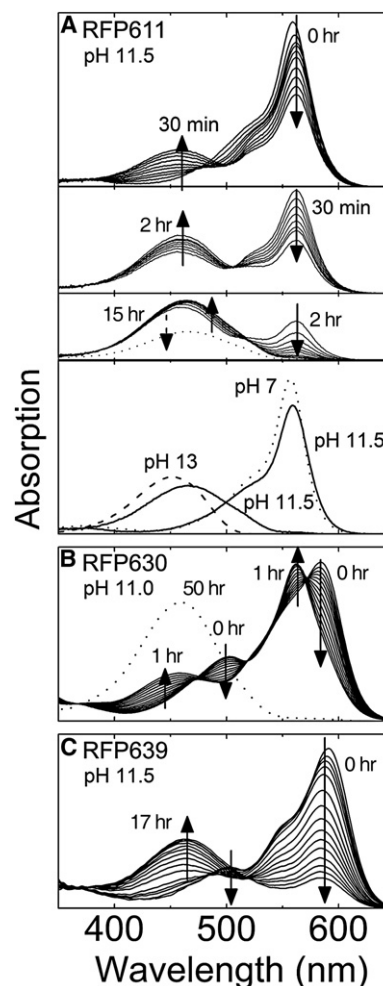 A RFP611
pH 11.5
0 hr
30 min
2 hr
30 min
15 hr
2 hr
pH 7
pH 13
pH 11.5
pH 11.5
B RFP630
pH 11.0
50 hr
1 hr
0 hr
0 hr
1 hr
C RFP639
pH 11.5
0 hr
17 hr
Absorption
400 500 600
Wavelength (nm)